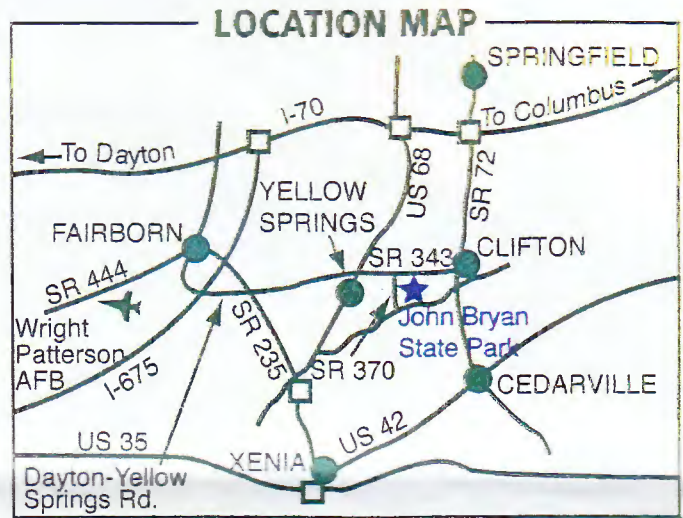 LOCATION MAP
SPRINGFIELD
I-70
To Columbus
To Dayton
US 68
SR 72
YELLOW
SPRINGS
FAIRBORN
SR 343
CLIFTON
SR 444
John Bryan
State Park
Wright
Patterson
AFB
SR 235
SR 370
I-675
CEDARVILLE
US 35
XENIA
US 42
Dayton-Yellow
Springs Rd.